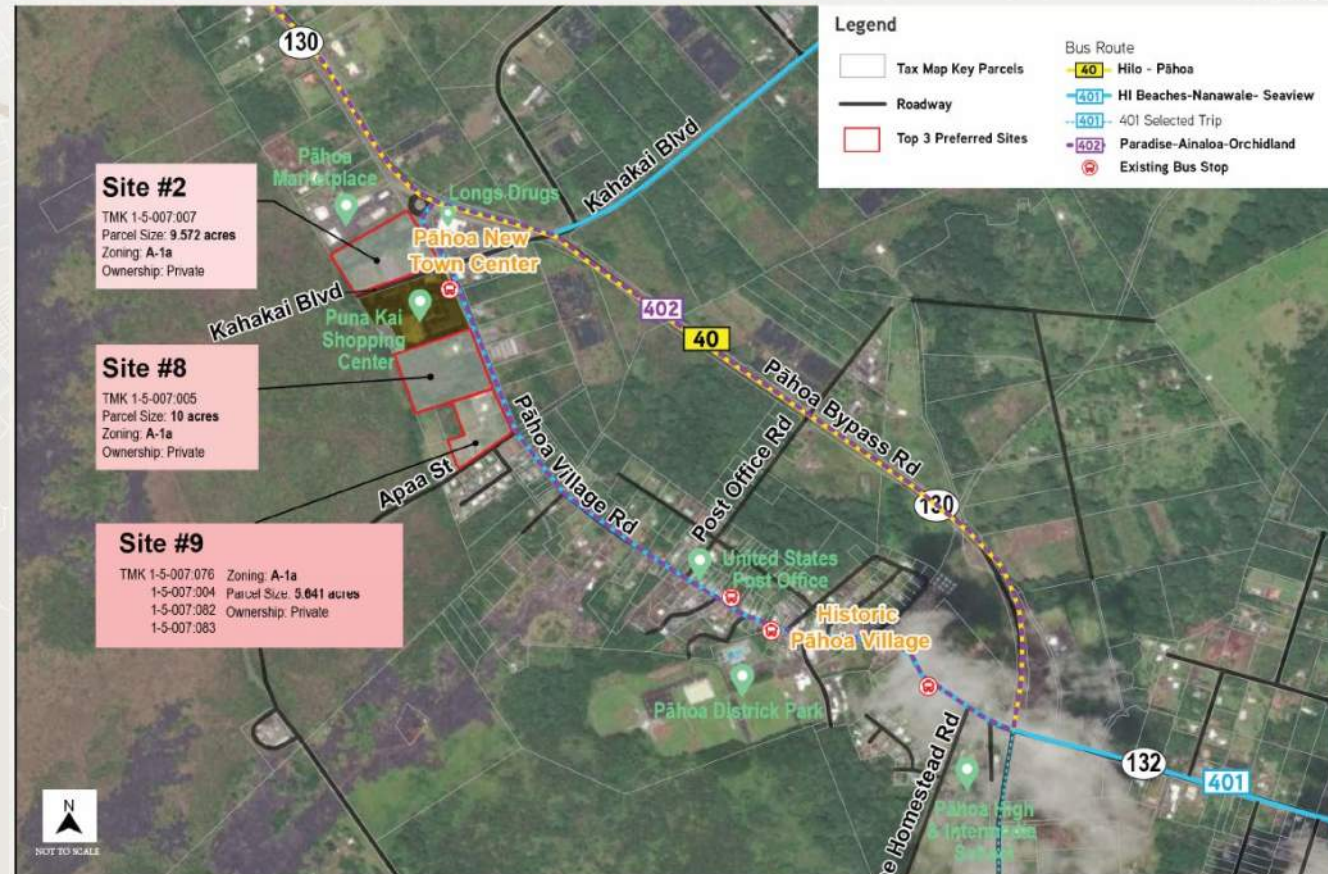 Legend
Tax Map Key Parcels
Roadway
Top 3 Preferred Sites
Bus Route
40 Hilo - Pāhoa
401 HI Beaches-Nanawale- Seaview
401 401 Selected Trip
402 Paradise-Ainaloa-Orchidland
Existing Bus Stop
130
Kahakai Blvd
Pāhoa
Marketplace
Longs Drugs
Site #2
TMK 1-5-007:007
Parcel Size: 9.572 acres
Zoning: A-1a
Ownership: Private
Pāhoa New
Town Center
Kahakai Blvd
Puna Kai
Shopping
Center
402
40
Site #8
TMK 1-5-007:005
Parcel Size: 10 acres
Zoning: A-1a
Ownership: Private
Pāhoa Bypass Rd
Pāhoa Village Rd
Post Office Rd
Apaa St
130
Site #9
TMK 1-5-007:076 Zoning: A-1a
1-5-007:004 Parcel Size: 5.641 acres
1-5-007:082 Ownership: Private
1-5-007:083
United States
Post Office
Historic
Pāhoa Village
Pāhoa Districk Park
132
401
Homestead Rd
Pāhoa High
N
NOT TO SCALE